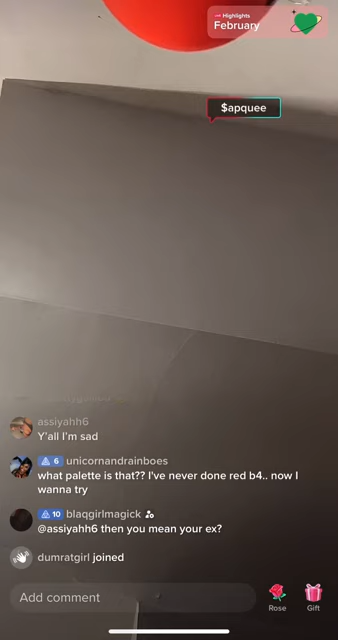 Highlights
February
$apquee
assiyahh6
Y'all I'm sad
6 unicornandrainboes
what palette is that?? I've never done red b4.. now I
wanna try
10 blaqgirlmagick
@assiyahh6 then you mean your ex?
dumratgirl joined
Add comment
Rose
Gift